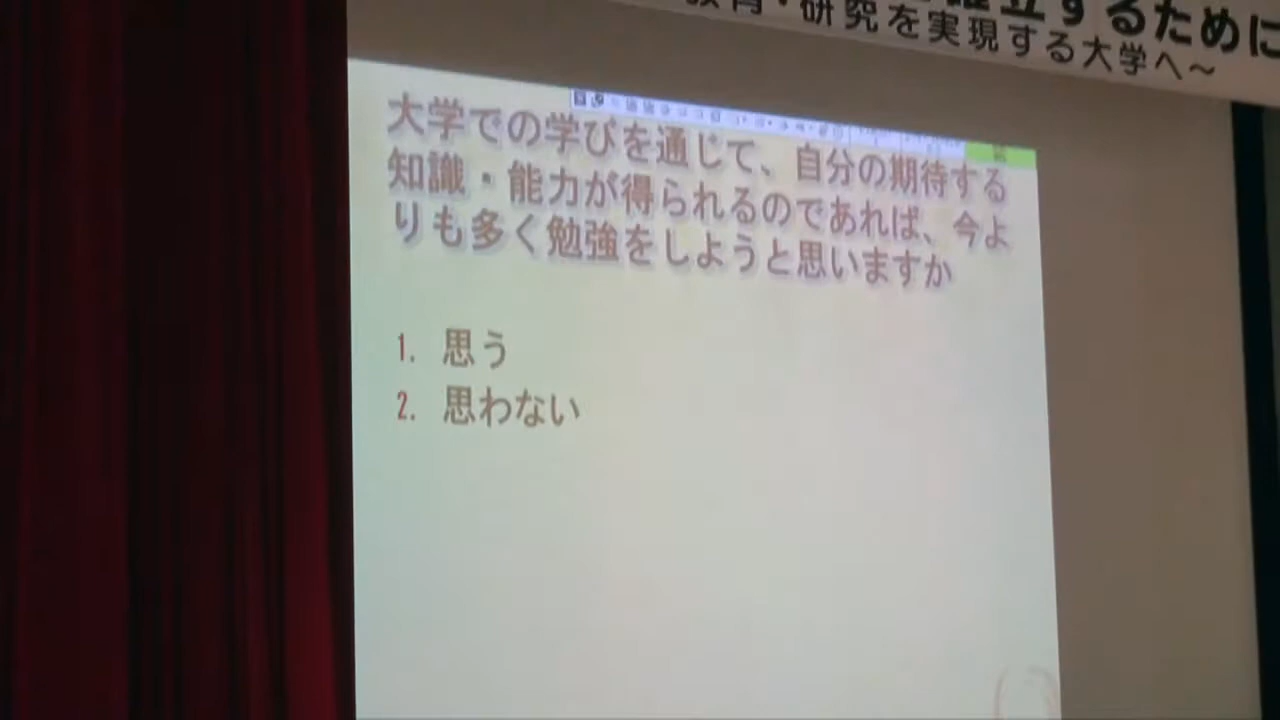 立するために
教育・研究を実現する大学へ～
大学での学びを通じて、自分の期待する
知識・能力が得られるのであれば、今よ
りも多く勉強をしようと思いますか
1. 思う
2. 思わない